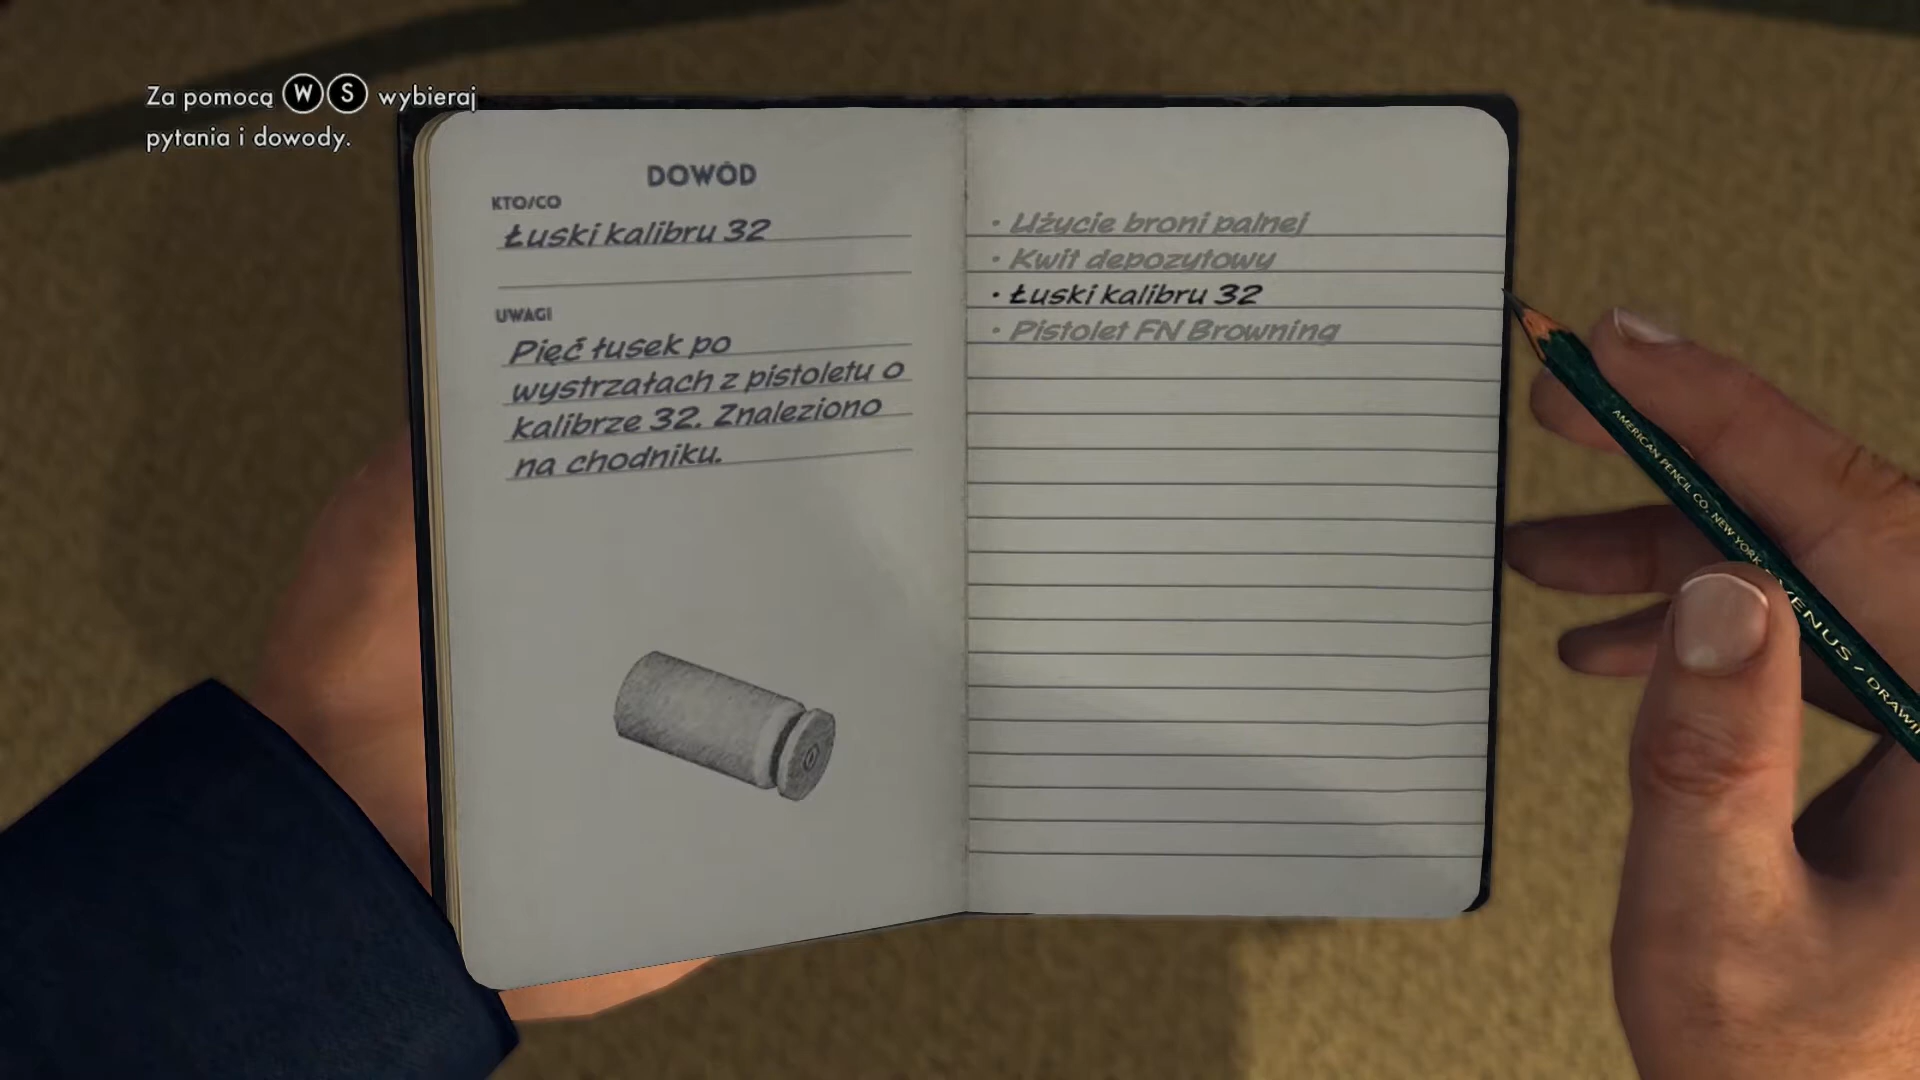 Za pomocą W S wybieraj
pytania i dowody.
DOWÓD
KTO/CO
Łuski kalibru 32
UWAGI
Pięć łusek po
wystrzałach z pistoletu o
kalibrze 32. Znaleziono
na chodniku.
• Użycie broni palnej
• Kwit depozytowy
• Łuski kalibru 32
• Pistolet FN Browning
AMERICAN PENCIL CO. NEW YORK VENUS / DRAWI